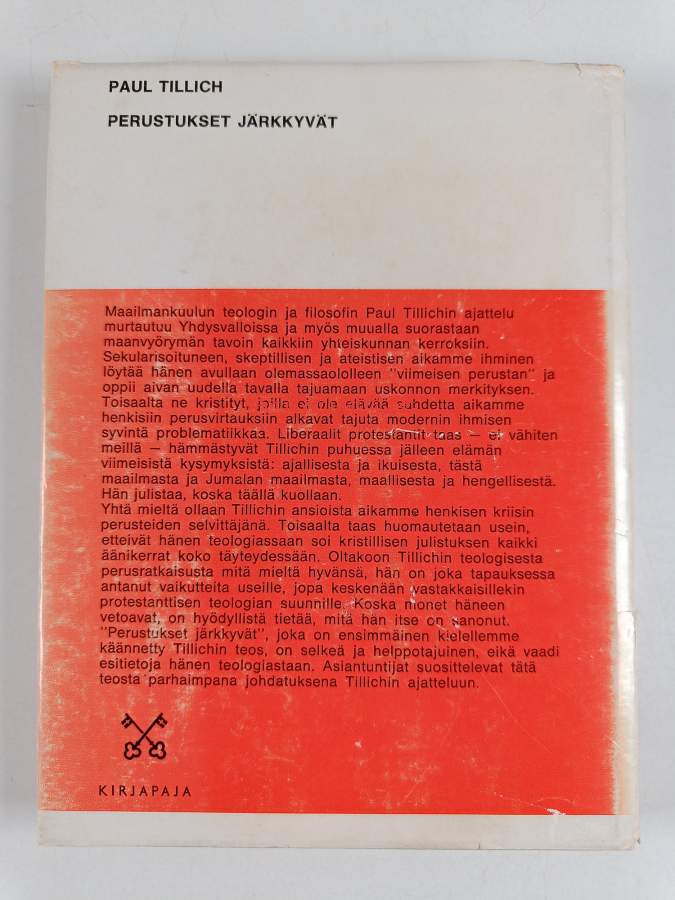 PAUL TILLICH
PERUSTUKSET JÄRKKYVÄT
Maailmankuulun teologin ja filosofin Paul Tillichin ajattelu
murtautuu Yhdysvalloissa ja myös muualla suorastaan
maanvyörymän tavoin kaikkiin yhteiskunnan kerroksiin.
Sekularisoituneen, skeptillisen ja ateistisen aikamme ihminen
löytää hänen avullaan olemassaololleen "viimeisen perustan" ja
oppii aivan uudella tavalla tajuamaan uskonnon merkityksen.
Toisaalta ne kristityt, joilla ei ole elävää suhdetta aikamme
henkisiin perusvirtauksiin alkavat tajuta modernin ihmisen
syvintä problematiikkaa. Liberaalit protestantit taas — ei vähiten
meillä — hämmästyvät Tillichin puhuessa jälleen elämän
viimeisistä kysymyksistä: ajallisesta ja ikuisesta, tästä
maailmasta ja Jumalan maailmasta, maallisesta ja hengellisestä.
Hän julistaa, koska täällä kuollaan.
Yhtä mieltä ollaan Tillichin ansioista aikamme henkisen kriisin
perusteiden selvittäjänä. Toisaalta taas huomautetaan usein,
etteivät hänen teologiassaan soi kristillisen julistuksen kaikki
äänikerrat koko täyteydessään. Oltakoon Tillichin teologisesta
perusratkaisusta mitä mieltä hyvänsä, hän on joka tapauksessa
antanut vaikutteita useille, jopa keskenään vastakkaisillekin
protestanttisen teologian suunnille. Koska monet häneen
vetoavat, on hyödyllistä tietää, mitä hän itse on sanonut.
"Perustukset järkkyvät", joka on ensimmäinen kielellemme
käännetty Tillichin teos, on selkeä ja helppotajuinen, eikä vaadi
esitietoja hänen teologiastaan. Asiantuntijat suosittelevat tätä
teosta parhaimpana johdatuksena Tillichin ajatteluun.
KIRJAPAJA